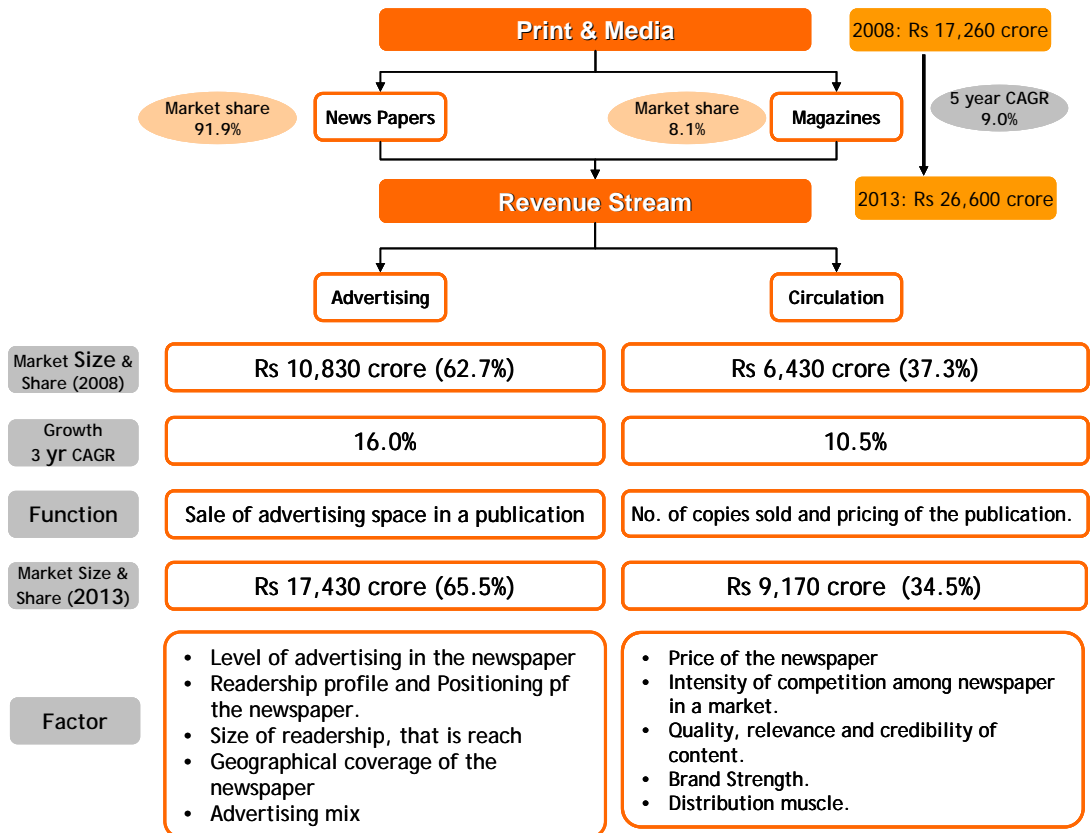 Print & Media
2008: Rs 17,260 crore
Market share
91.9%
News Papers
Market share
8.1%
Magazines
5 year CAGR
9.0%
Revenue Stream
2013: Rs 26,600 crore
Advertising
Circulation
Market Size &
Share (2008)
Rs 10,830 crore (62.7%)
Rs 6,430 crore (37.3%)
Growth
3 yr CAGR
16.0%
10.5%
Function
Sale of advertising space in a publication
No. of copies sold and pricing of the publication.
Market Size &
Share (2013)
Rs 17,430 crore (65.5%)
Rs 9,170 crore (34.5%)
Factor
• Level of advertising in the newspaper
• Readership profile and Positioning pf
the newspaper.
• Size of readership, that is reach
• Geographical coverage of the
newspaper
• Advertising mix
• Price of the newspaper
• Intensity of competition among newspaper
in a market.
• Quality, relevance and credibility of
content.
• Brand Strength.
• Distribution muscle.